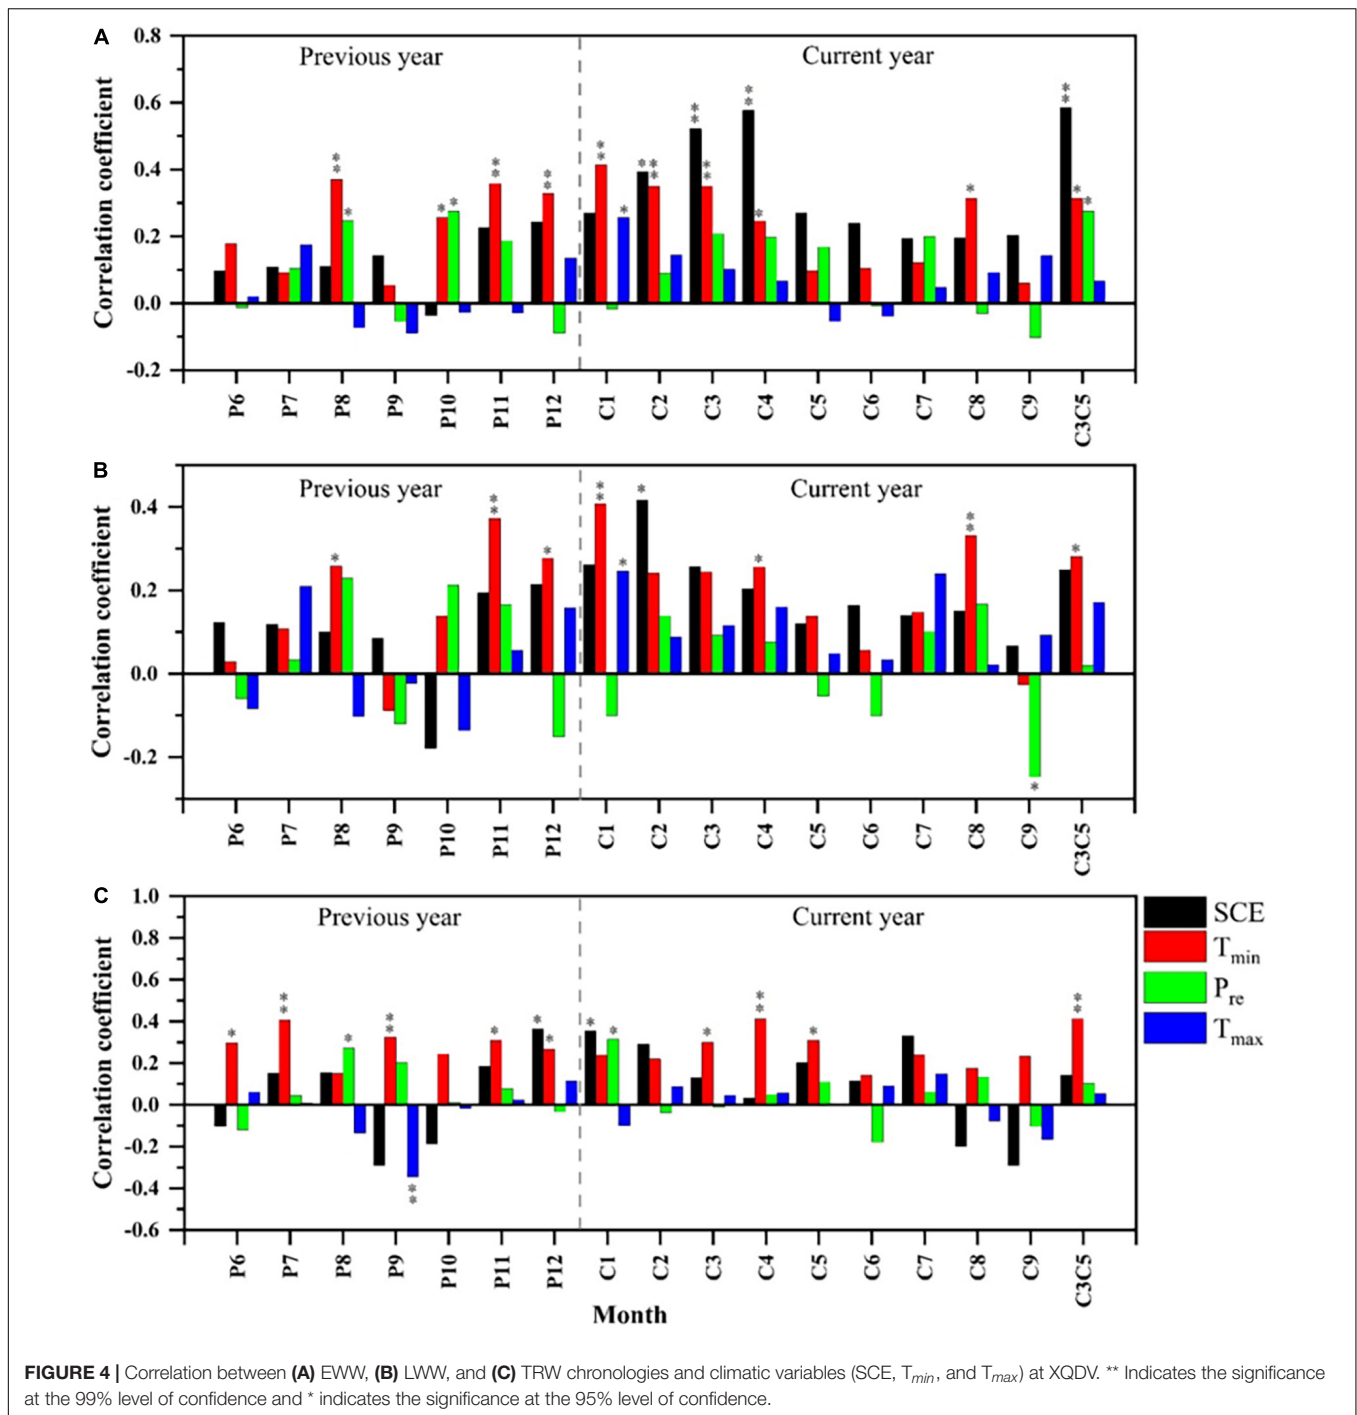 A
Previous year
Current year
Correlation coefficient
0.8
0.6
0.4
0.2
0.0
-0.2
P6 P7 P8 P9 P10 P11 P12 C1 C2 C3 C4 C5 C6 C7 C8 C9 C3C5
B
Previous year
Current year
Correlation coefficient
0.4
0.2
0.0
-0.2
P6 P7 P8 P9 P10 P11 P12 C1 C2 C3 C4 C5 C6 C7 C8 C9 C3C5
C
Previous year
Current year
Correlation coefficient
1.0
0.8
0.6
0.4
0.2
0.0
-0.2
-0.4
-0.6
P6 P7 P8 P9 P10 P11 P12 C1 C2 C3 C4 C5 C6 C7 C8 C9 C3C5
Month
SCE
Tmin
Pre
Tmax
FIGURE 4 | Correlation between (A) EWW, (B) LWW, and (C) TRW chronologies and climatic variables (SCE, Tmin, and Tmax) at XQDV. ** Indicates the significance
at the 99% level of confidence and * indicates the significance at the 95% level of confidence.